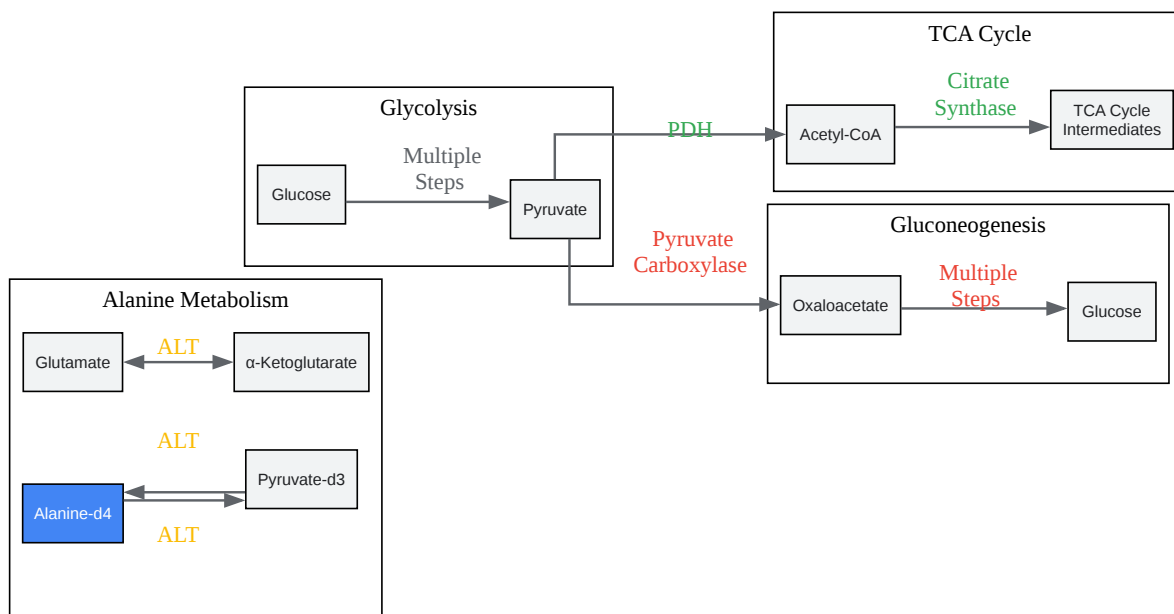 TCA Cycle
Citrate
Synthase
Acetyl-CoA
TCA Cycle
Intermediates
Glycolysis
PDH
Multiple
Steps
Glucose
Pyruvate
Gluconeogenesis
Pyruvate
Carboxylase
Oxaloacetate
Multiple
Steps
Glucose
Alanine Metabolism
Glutamate
ALT
α-Ketoglutarate
ALT
Pyruvate-d3
Alanine-d4
ALT